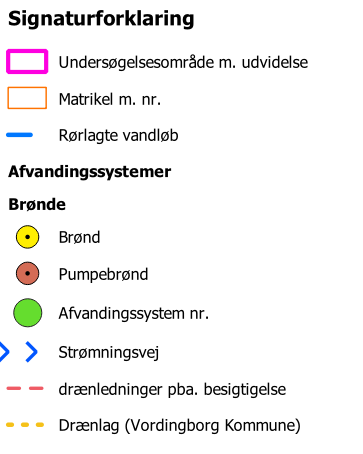 Signaturforklaring
Undersøgelsesområde m. udvidelse
Matrikel m. nr.
Rørlagte vandløb
Afvandingssystemer
Brønde
Brønd
Pumpebrønd
Afvandingssystem nr.
Strømningsvej
drænledninger pba. besigtigelse
Drænlag (Vordingborg Kommune)